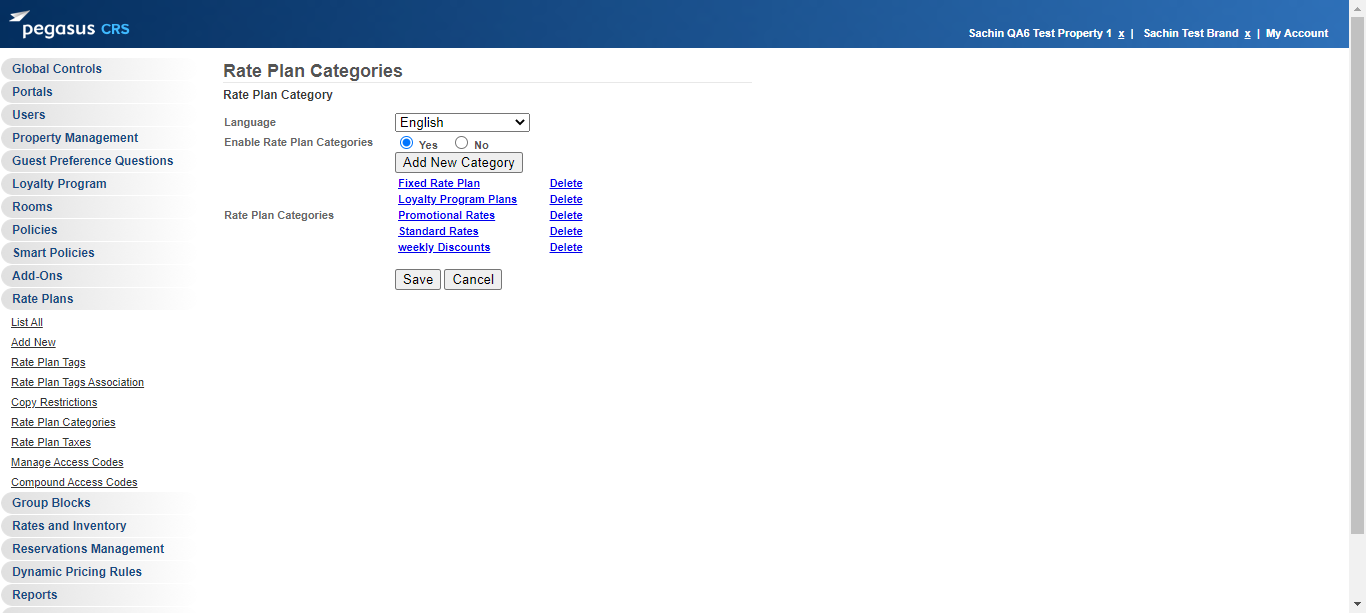 pegasus CRS
Sachin QA6 Test Property 1 x | Sachin Test Brand x | My Account
Global Controls
Portals
Users
Property Management
Guest Preference Questions
Loyalty Program
Rooms
Policies
Smart Policies
Add-Ons
Rate Plans
List All
Add New
Rate Plan Tags
Rate Plan Tags Association
Copy Restrictions
Rate Plan Categories
Rate Plan Taxes
Manage Access Codes
Compound Access Codes
Group Blocks
Rates and Inventory
Reservations Management
Dynamic Pricing Rules
Reports
Rate Plan Categories
Rate Plan Category
Language English
Enable Rate Plan Categories Yes No
Add New Category
Rate Plan Categories
Fixed Rate Plan Delete
Loyalty Program Plans Delete
Promotional Rates Delete
Standard Rates Delete
weekly Discounts Delete
Save Cancel